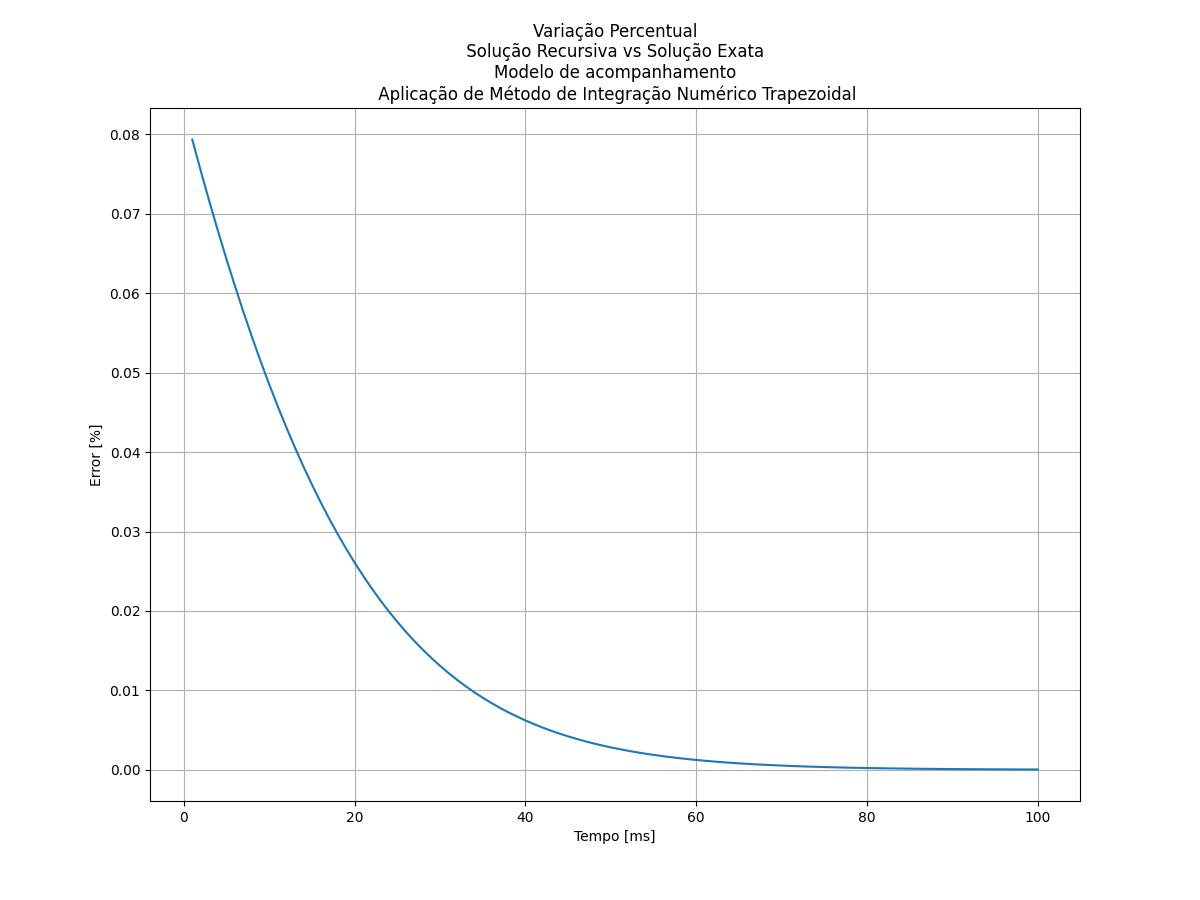 Variação Percentual
Solução Recursiva vs Solução Exata
Modelo de acompanhamento
Aplicação de Método de Integração Numérico Trapezoidal
0.08
0.07
0.06
0.05
0.04
0.03
0.02
0.01
0.00
Error [%]
0 20 40 60 80 100
Tempo [ms]